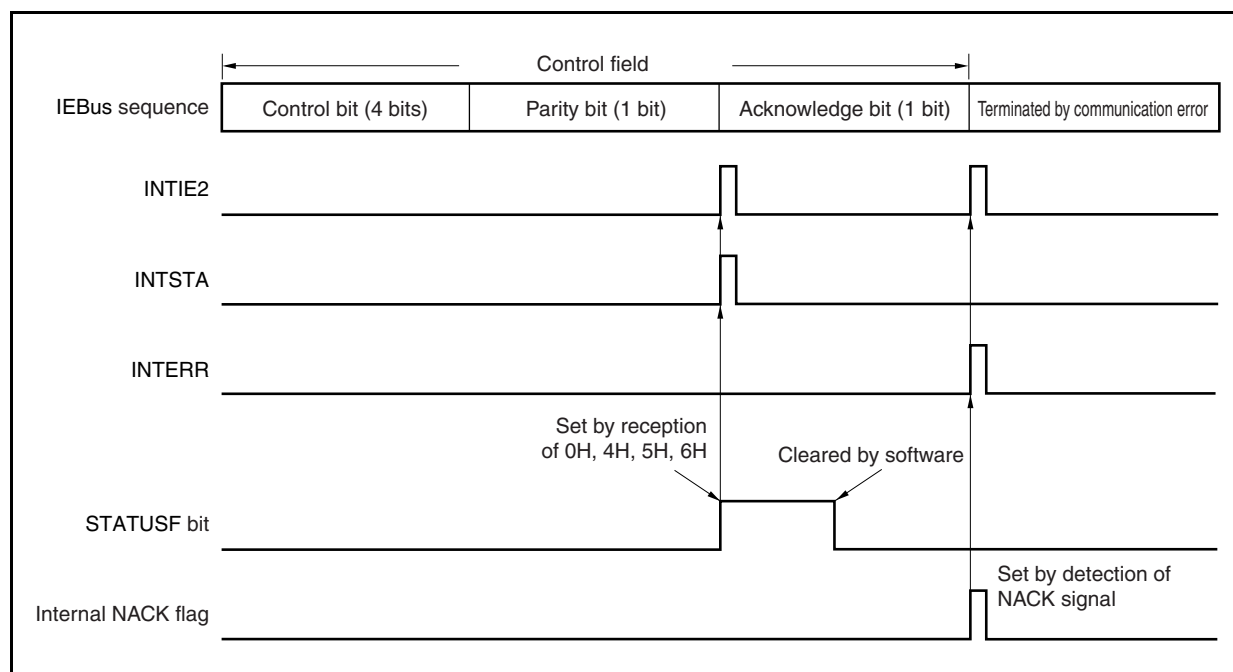 Control field
IEBus sequence
Control bit (4 bits)
Parity bit (1 bit)
Acknowledge bit (1 bit)
Terminated by communication error
INTIE2
INTSTA
INTERR
Set by reception
of 0H, 4H, 5H, 6H
Cleared by software
STATUSF bit
Set by detection of
NACK signal
Internal NACK flag